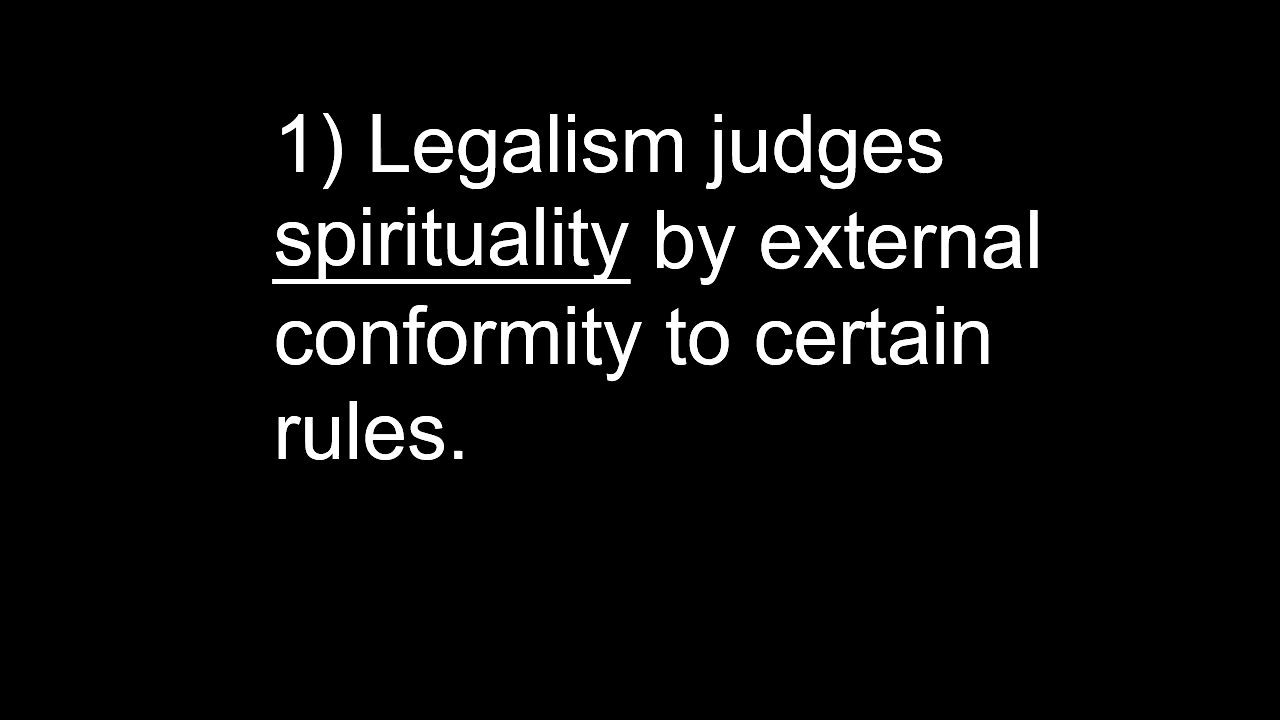 1) Legalism judges
spirituality by external
conformity to certain
rules.